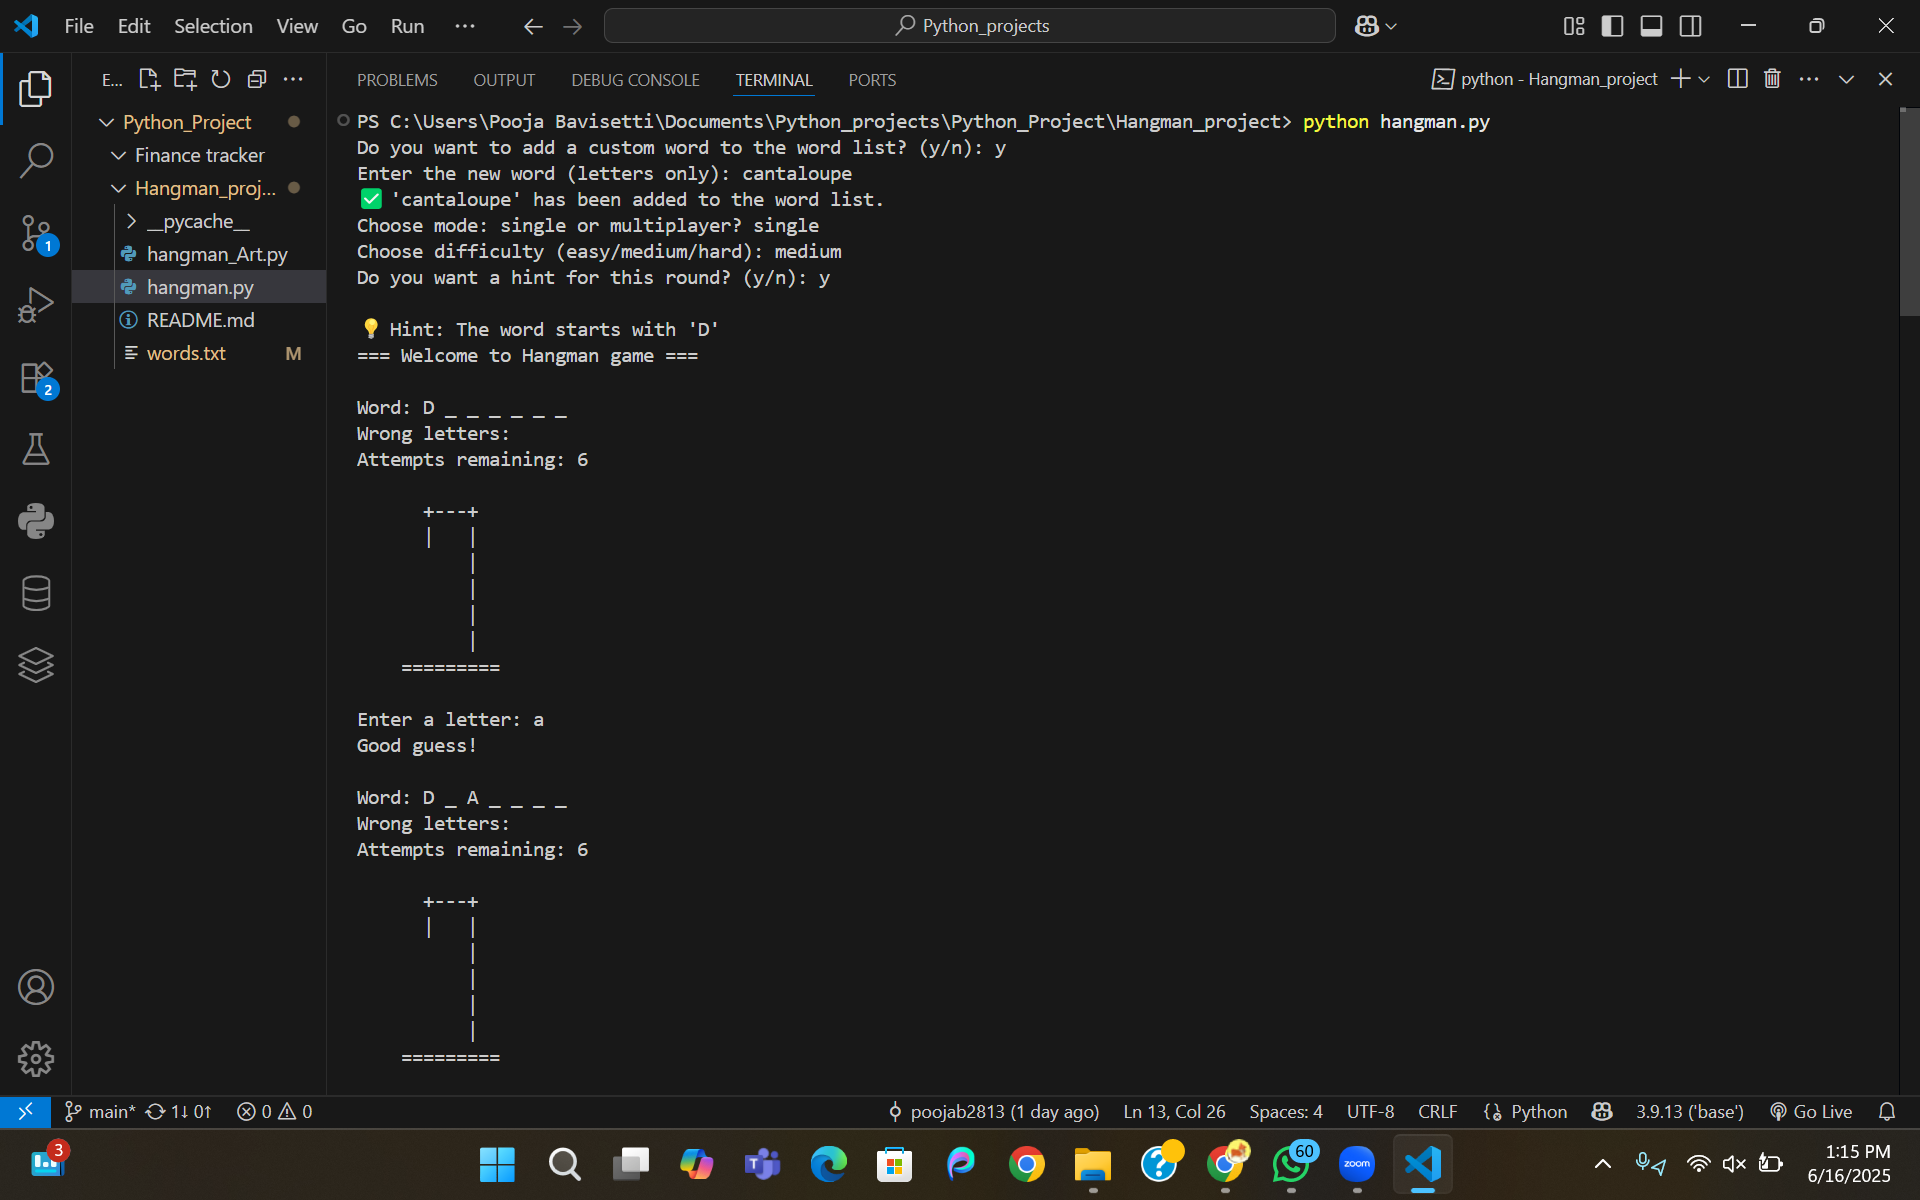 File Edit Selection View Go Run ··· Python_projects
E...
Python_Project
Finance tracker
Hangman_proj...
__pycache__
hangman_Art.py
hangman.py
README.md
words.txt M
1
2
PROBLEMS OUTPUT DEBUG CONSOLE TERMINAL PORTS python - Hangman_project
PS C:\Users\Pooja Bavisetti\Documents\Python_projects\Python_Project\Hangman_project> python hangman.py
Do you want to add a custom word to the word list? (y/n): y
Enter the new word (letters only): cantaloupe
✅ 'cantaloupe' has been added to the word list.
Choose mode: single or multiplayer? single
Choose difficulty (easy/medium/hard): medium
Do you want a hint for this round? (y/n): y
💡 Hint: The word starts with 'D'
=== Welcome to Hangman game ===
Word: D _ _ _ _ _ _
Wrong letters:
Attempts remaining: 6
+---+
|   |
    |
    |
    |
    |
=========
Enter a letter: a
Good guess!
Word: D _ A _ _ _ _
Wrong letters:
Attempts remaining: 6
+---+
|   |
    |
    |
    |
    |
=========
main* 1↓ 0↑ 0 0 poojab2813 (1 day ago) Ln 13, Col 26 Spaces: 4 UTF-8 CRLF Python 3.9.13 ('base') Go Live
3
60
zoom
1:15 PM
6/16/2025